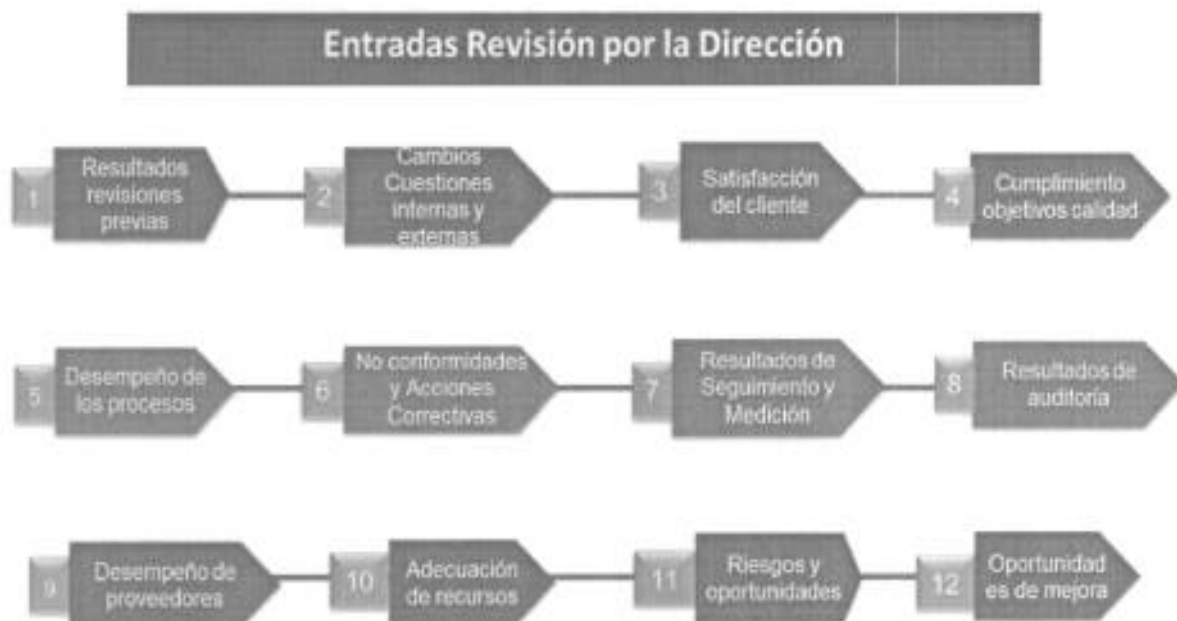 Entradas Revisión por la Dirección
1
Resultados
revisiones
previas
2
Cambios
Cuestiones
internas y
externas
3
Satisfacción
del cliente
4
Cumplimiento
objetivos calidad
5
Desempeño de
los procesos
6
No conformidades
y Acciones
Correctivas
7
Resultados de
Seguimiento y
Medición
8
Resultados de
auditoría
9
Desempeño de
proveedores
10
Adecuación
de recursos
11
Riesgos y
oportunidades
12
Oportunidad
es de mejora